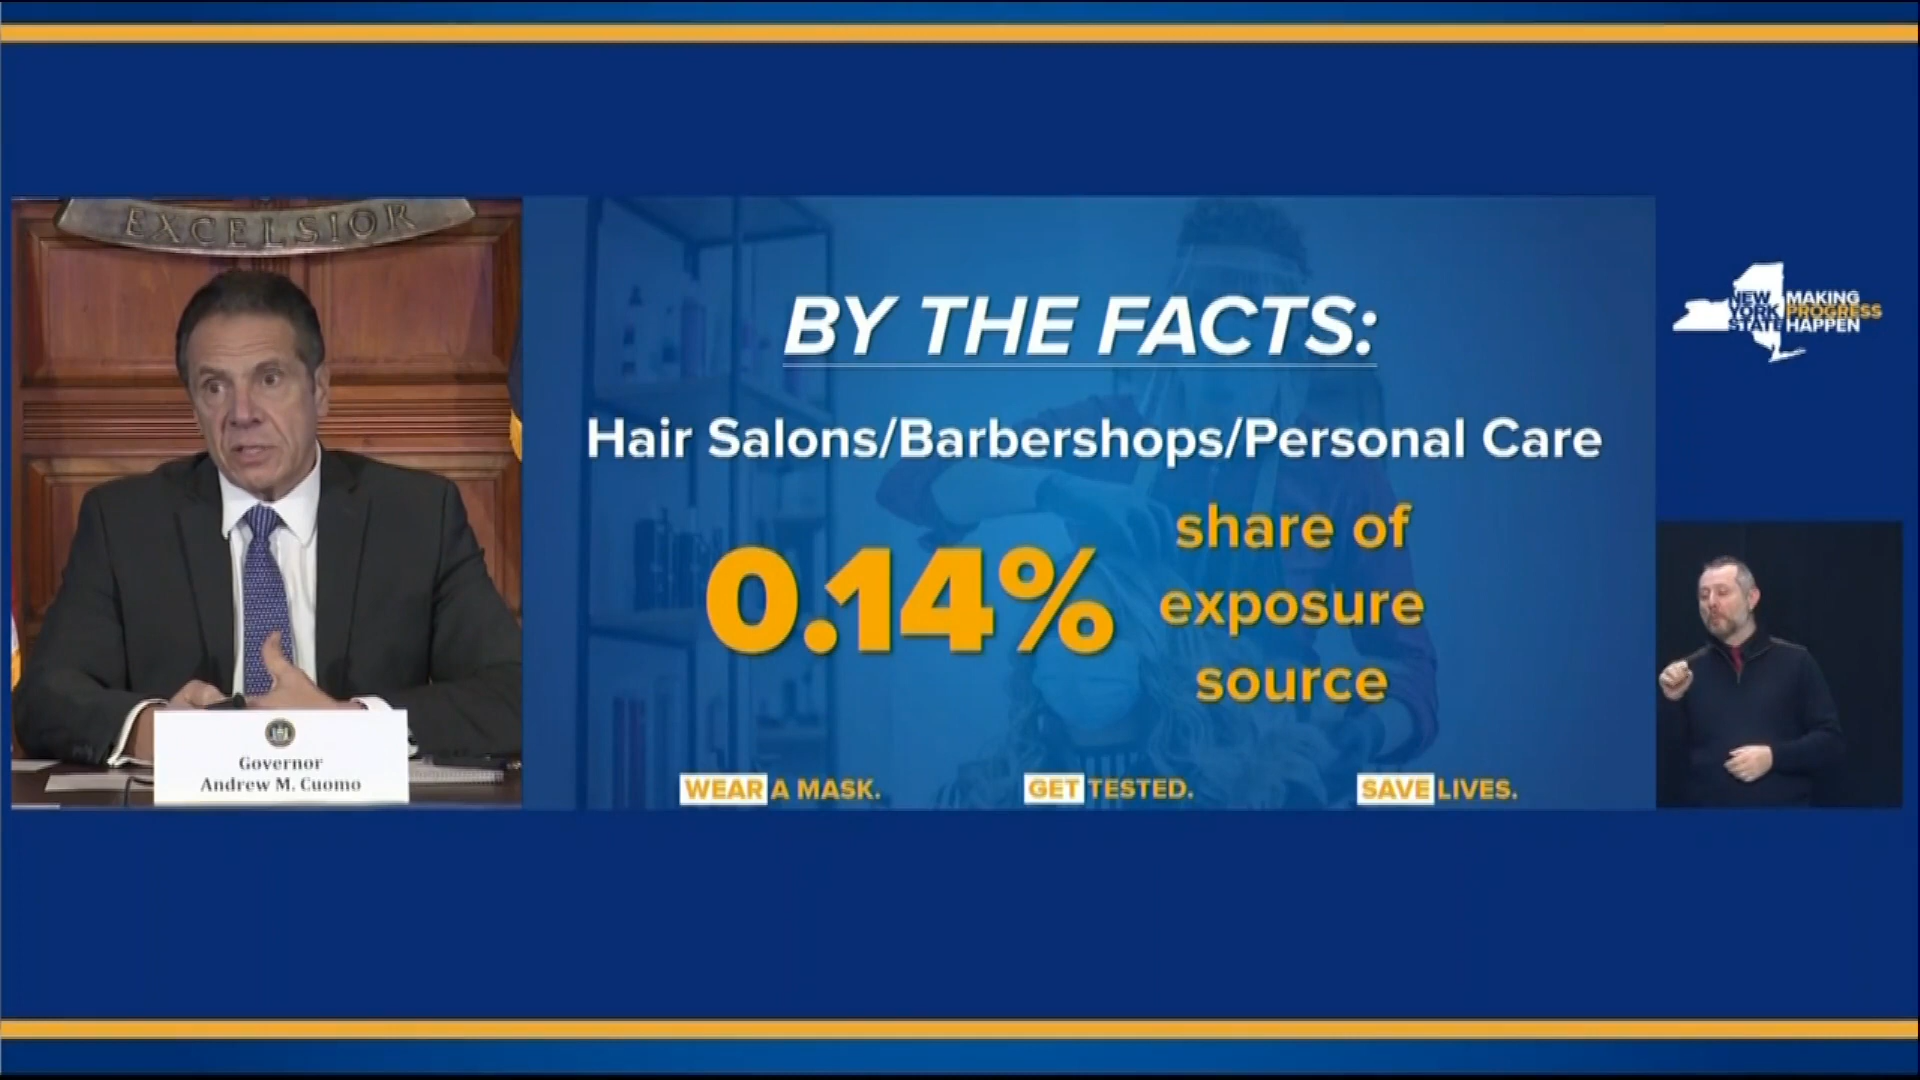 EXCELSIOR
Governor
Andrew M. Cuomo
BY THE FACTS:
Hair Salons/Barbershops/Personal Care
0.14%
share of
exposure
source
WEAR A MASK.
GET TESTED.
SAVE LIVES.
NEW
YORK
STATE
MAKING
PROGRESS
HAPPEN